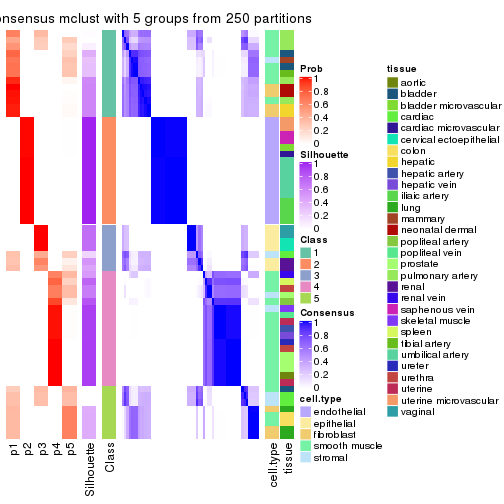 onsensus mclust with 5 groups from 250 partitions
p1
p2
p3
p4
p5
Silhouette
Class
cell.type
tissue
Prob
1
0.8
0.6
0.4
0.2
0
Silhouette
1
0.8
0.6
0.4
0.2
0
Class
1
2
3
4
5
Consensus
1
0.8
0.6
0.4
0.2
0
cell.type
endothelial
epithelial
fibroblast
smooth muscle
stromal
tissue
aortic
bladder
bladder microvascular
cardiac
cardiac microvascular
cervical ectoepithelial
colon
hepatic
hepatic artery
hepatic vein
iliaic artery
lung
mammary
neonatal dermal
popliteal artery
popliteal vein
prostate
pulmonary artery
renal
renal vein
saphenous vein
skeletal muscle
spleen
tibial artery
umbilical artery
ureter
urethra
uterine
uterine microvascular
vaginal